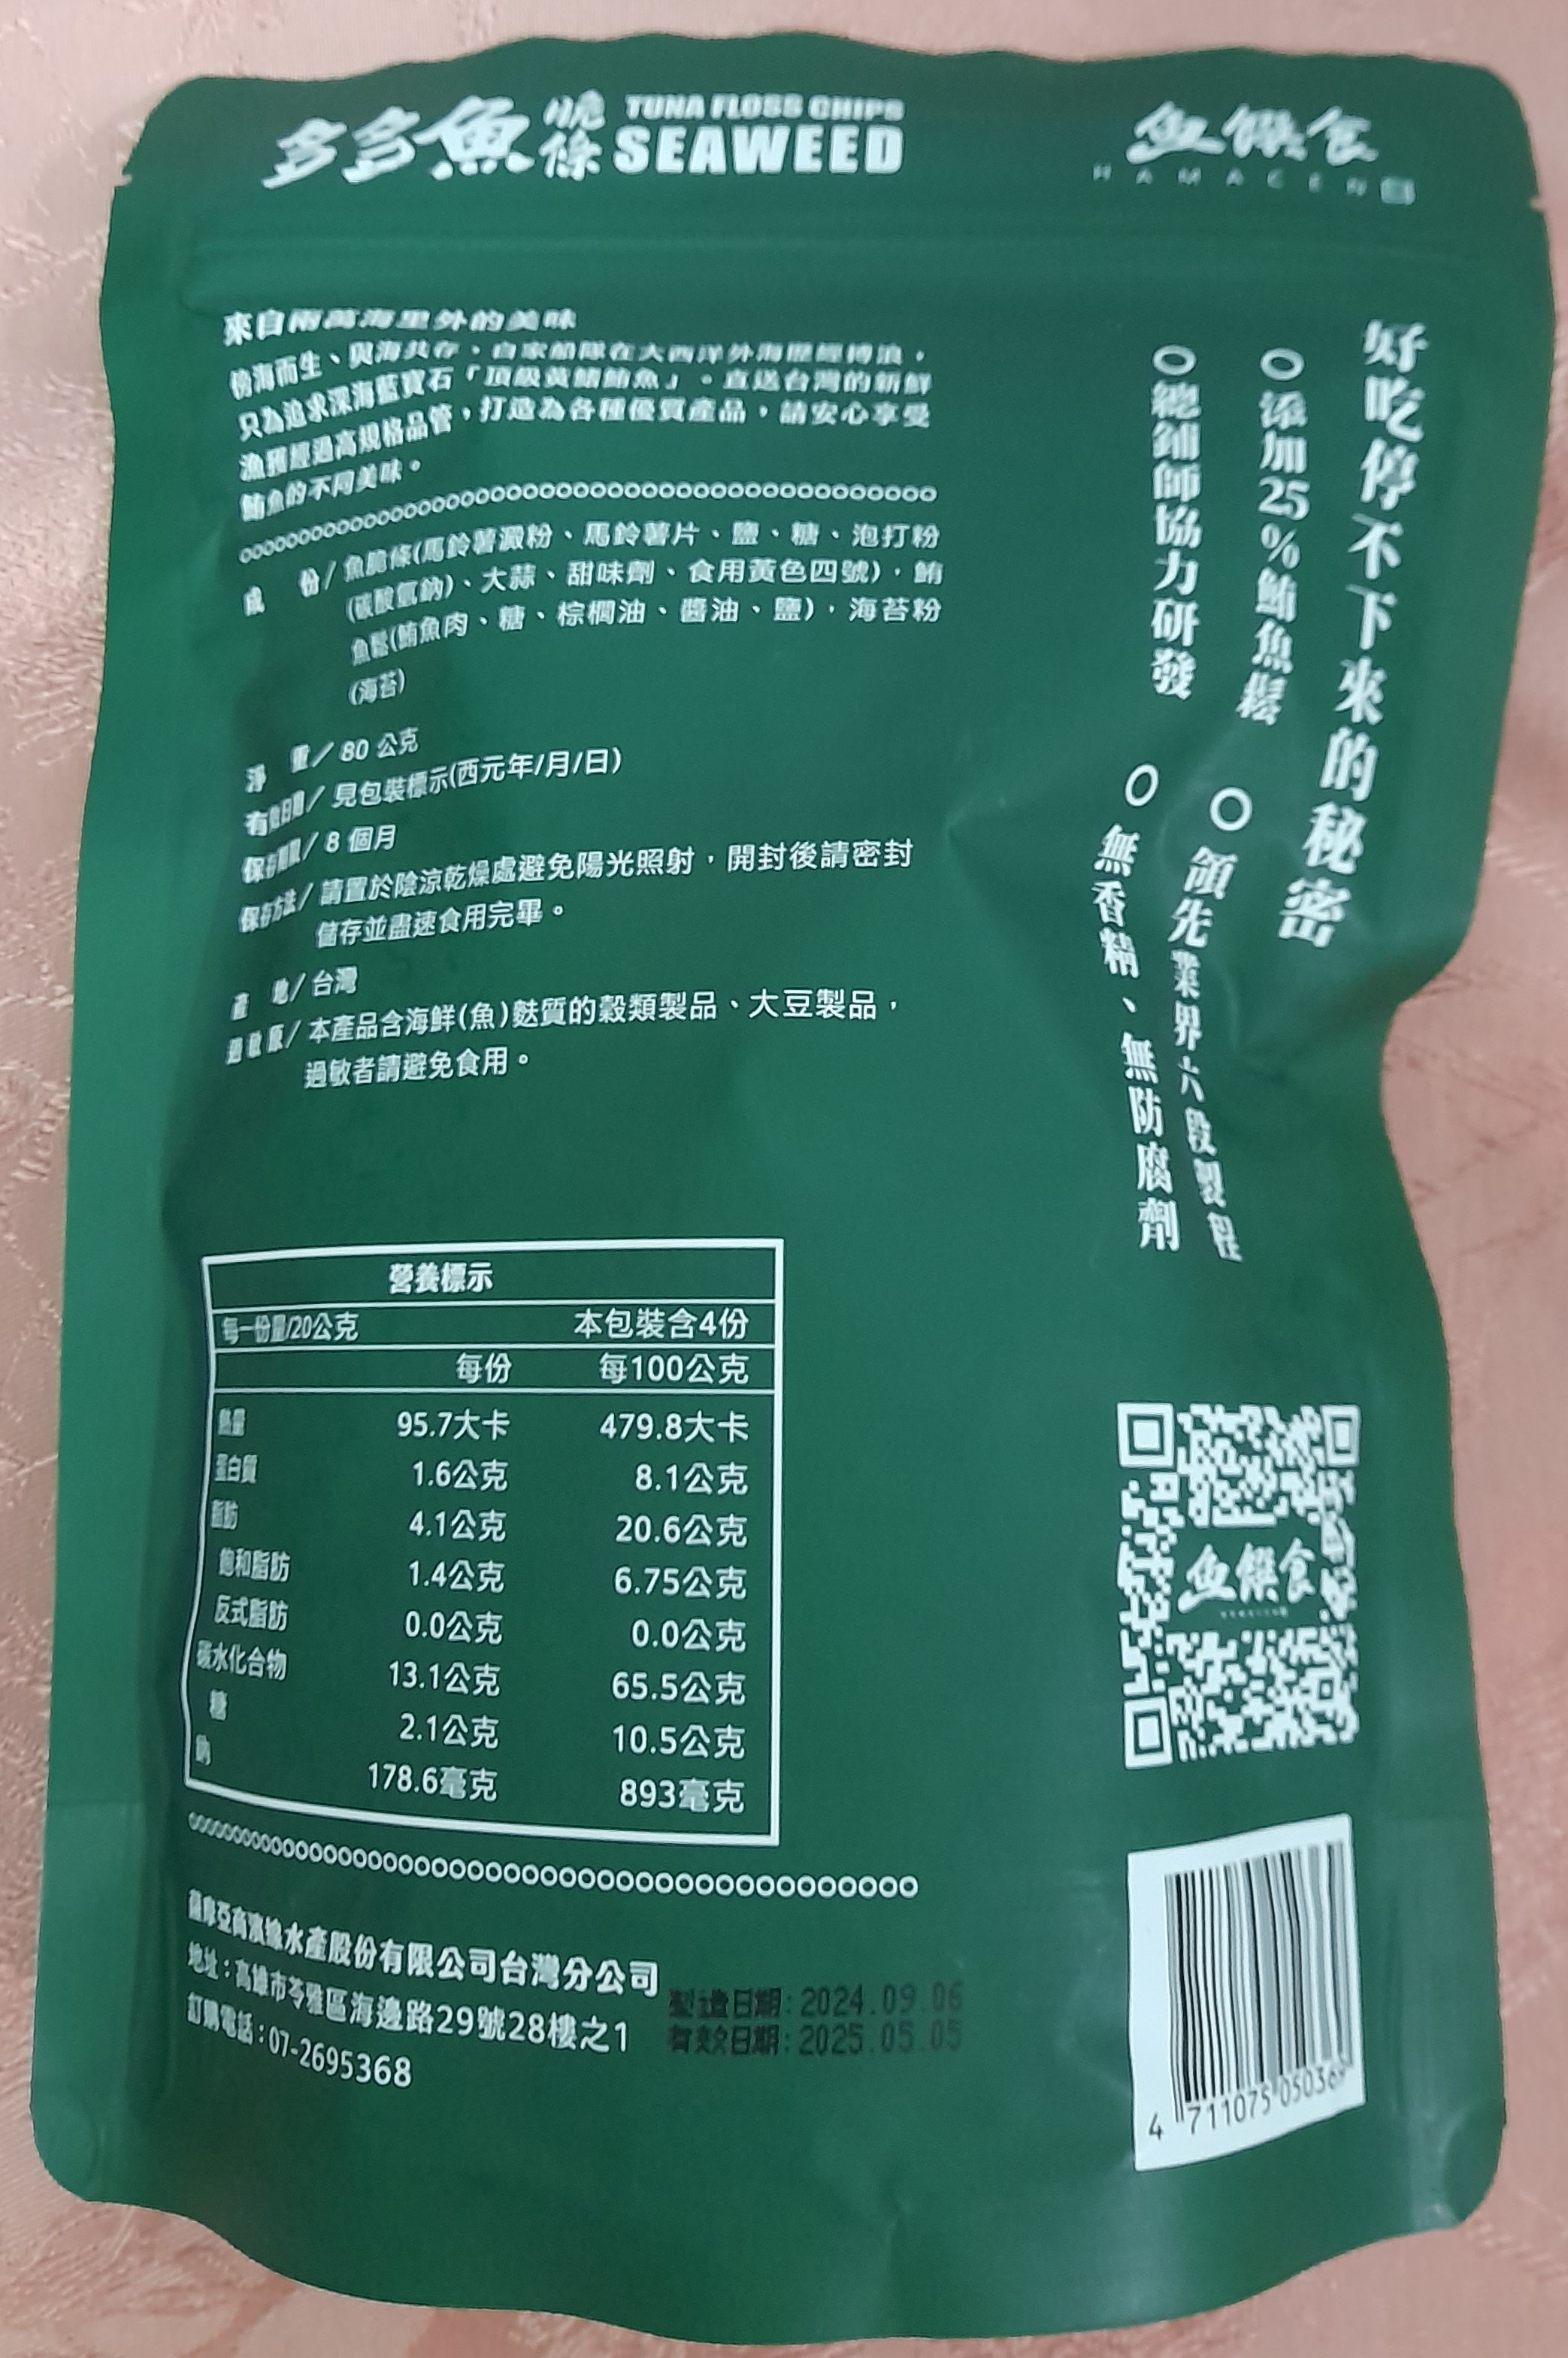 多多魚脆條
TUNA FLOSS CHIPS
SEAWEED
魚饌食
HAMACEN
來自兩萬海里外的美味
傍海而生、與海共存，自家船隊在大西洋外海歷經搏浪，
只為追求深海藍寶石「頂級黃鰭鮪魚」。直送台灣的新鮮
漁獲經過高規格品管，打造為各種優質產品，請安心享受
鮪魚的不同美味。
成　份/魚脆條(馬鈴薯澱粉、馬鈴薯片、鹽、糖、泡打粉
(碳酸氫鈉)、大蒜、甜味劑、食用黃色四號)，鮪
魚鬆(鮪魚肉、糖、棕櫚油、醬油、鹽)，海苔粉
(海苔)
淨　重/80 公克
有效日期/見包裝標示(西元年/月/日)
保存期限/8 個月
保存方法/請置於陰涼乾燥處避免陽光照射，開封後請密封
儲存並盡速食用完畢。
產　地/台灣
過敏原/本產品含海鮮(魚)麩質的穀類製品、大豆製品，
過敏者請避免食用。
好吃停不下來的秘密
○添加25%鮪魚鬆
○領先業界六段製程
○總鋪師協力研發
○無香精、無防腐劑
營養標示
每一份量/20公克 本包裝含4份
每份 每100公克
熱量 95.7大卡 479.8大卡
蛋白質 1.6公克 8.1公克
脂肪 4.1公克 20.6公克
飽和脂肪 1.4公克 6.75公克
反式脂肪 0.0公克 0.0公克
碳水化合物 13.1公克 65.5公克
糖 2.1公克 10.5公克
鈉 178.6毫克 893毫克
魚饌食
薩摩亞商濱線水產股份有限公司台灣分公司
地址：高雄市苓雅區海邊路29號28樓之1
訂購電話：07-2695368
製造日期:2024.09.06
有效日期:2025.05.05
4 711075 050369